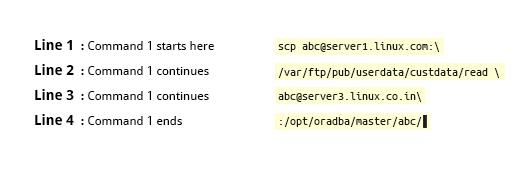 Line 1 : Command 1 starts here scp abc@server1.linux.com:\
Line 2 : Command 1 continues /var/ftp/pub/userdata/custdata/read \
Line 3 : Command 1 continues abc@server3.linux.co.in\
Line 4 : Command 1 ends :/opt/oradba/master/abc/